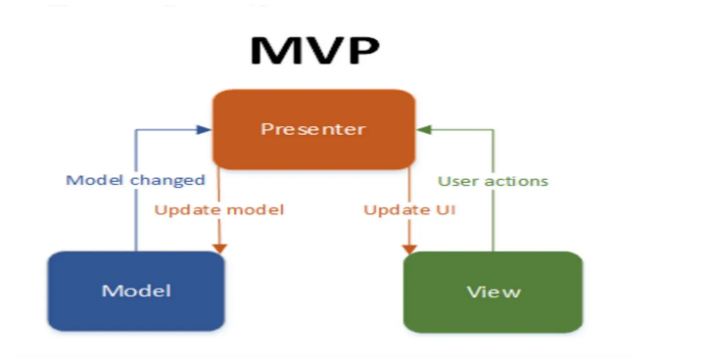 MVP
Presenter
Model changed
User actions
Update model
Update UI
Model
View